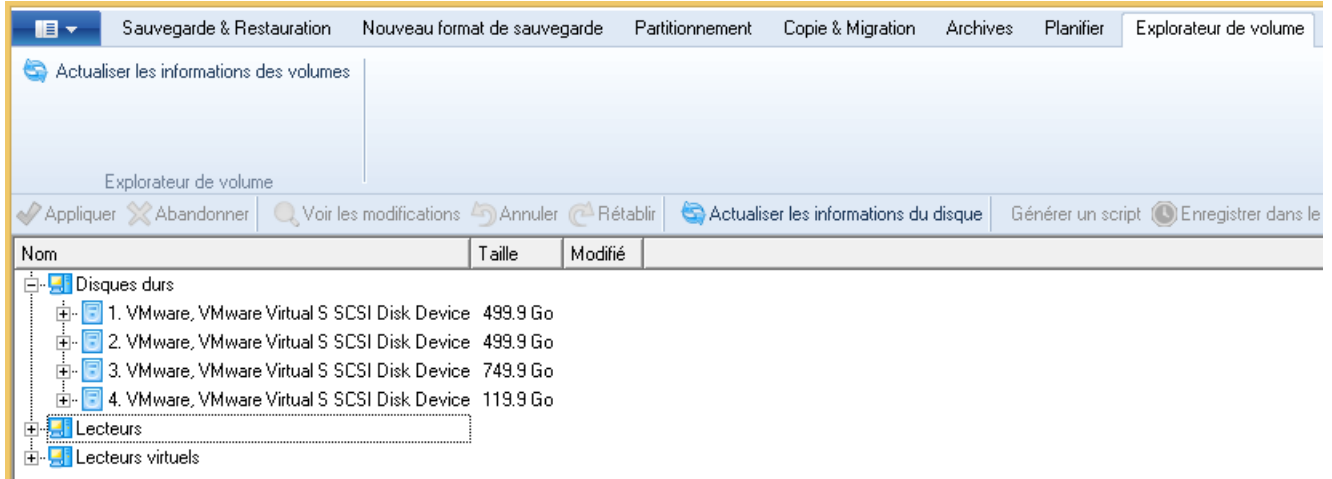 Sauvegarde & Restauration Nouveau format de sauvegarde Partitionnement Copie & Migration Archives Planifier Explorateur de volume
Actualiser les informations des volumes
Explorateur de volume
Appliquer Abandonner Voir les modifications Annuler Rétablir Actualiser les informations du disque Générer un script Enregistrer dans le
Nom Taille Modifié
Disques durs
1. VMware, VMware Virtual S SCSI Disk Device 499.9 Go
2. VMware, VMware Virtual S SCSI Disk Device 499.9 Go
3. VMware, VMware Virtual S SCSI Disk Device 749.9 Go
4. VMware, VMware Virtual S SCSI Disk Device 119.9 Go
Lecteurs
Lecteurs virtuels